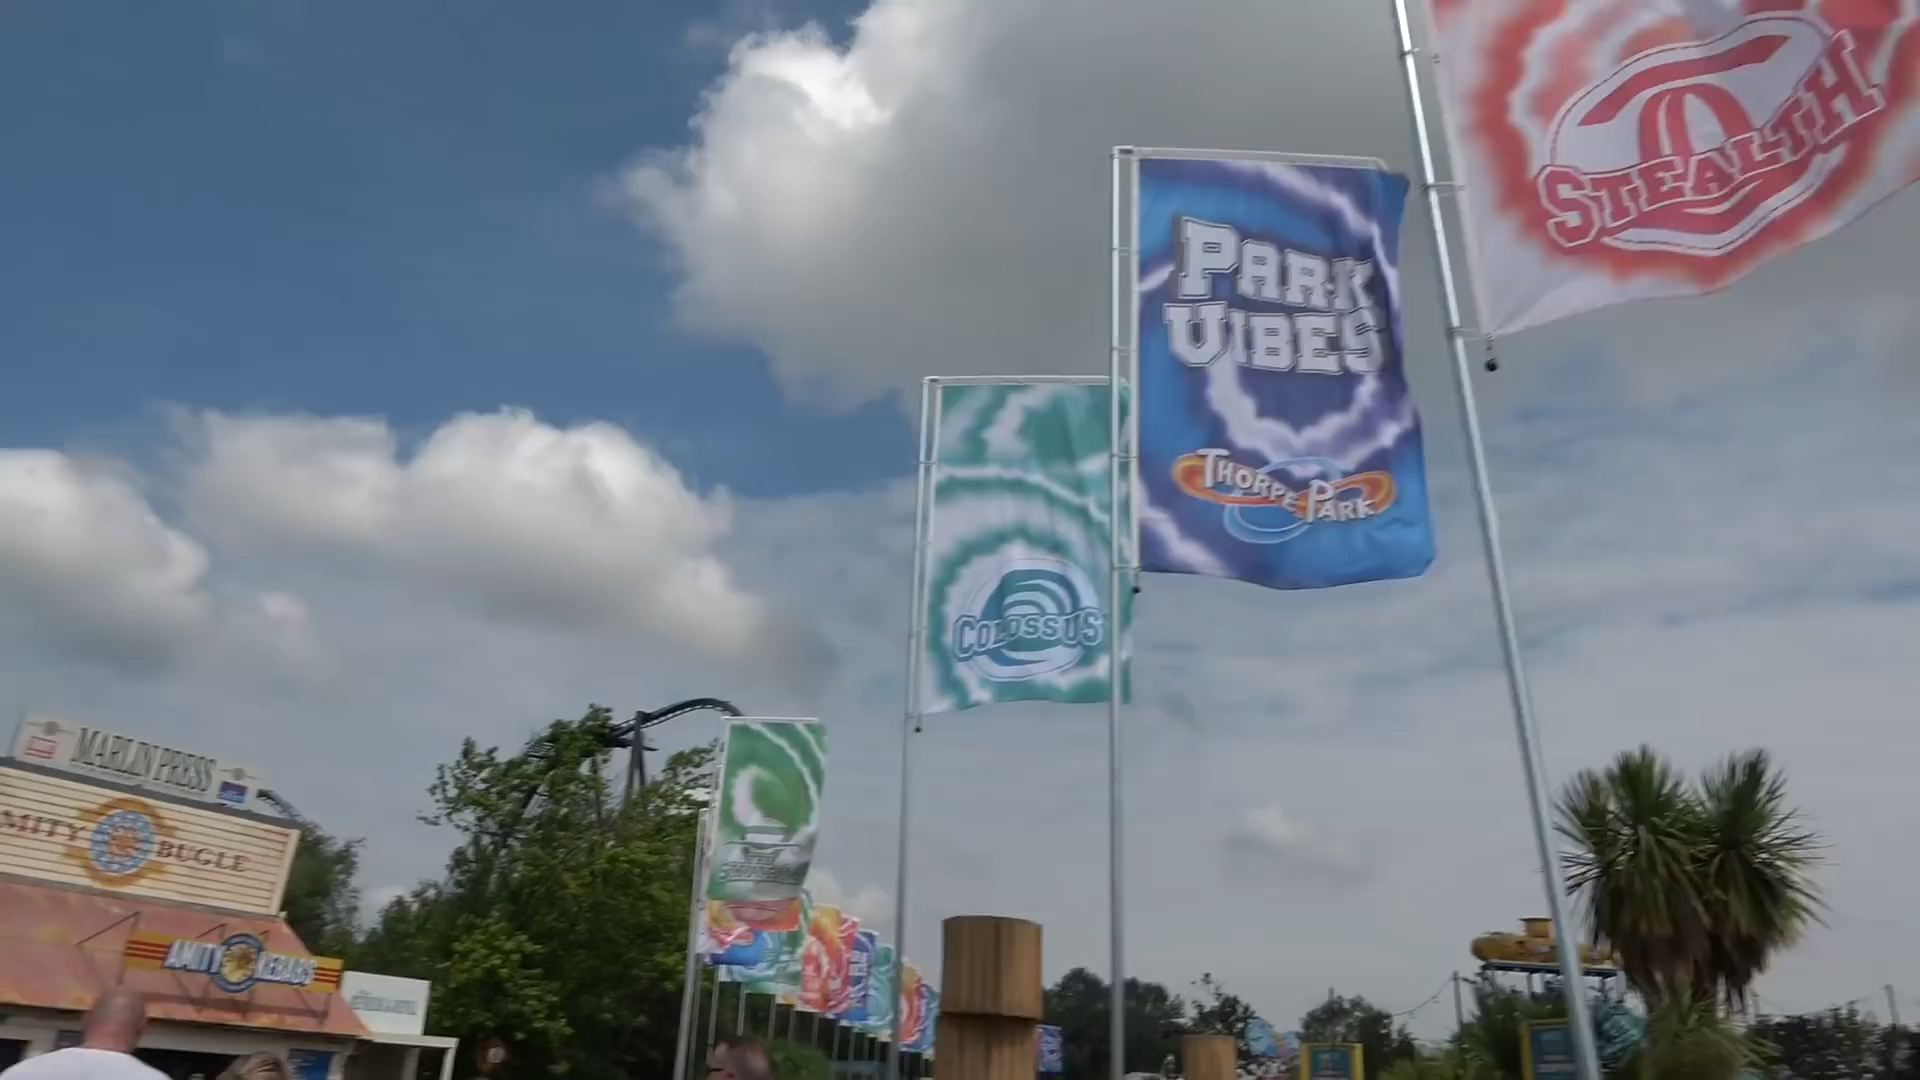 STEALTH
PARK
VIBES
THORPE PARK
COLOSSUS
MARLIN PRESS
AMITY BUGLE
AMITY KEBABS